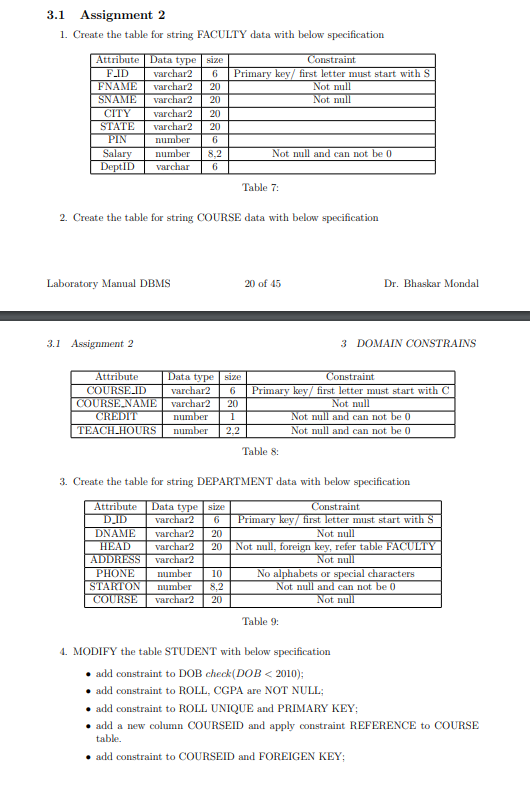 3.1 Assignment 2
1. Create the table for string FACULTY data with below specification
Attribute Data type size Constraint
F_ID varchar2 6 Primary key/ first letter must start with S
FNAME varchar2 20 Not null
SNAME varchar2 20 Not null
CITY varchar2 20
STATE varchar2 20
PIN number 6
Salary number 8,2 Not null and can not be 0
DeptID varchar 6
Table 7:
2. Create the table for string COURSE data with below specification
Laboratory Manual DBMS 20 of 45 Dr. Bhaskar Mondal
3.1 Assignment 2 3 DOMAIN CONSTRAINS
Attribute Data type size Constraint
COURSE_ID varchar2 6 Primary key/ first letter must start with C
COURSE_NAME varchar2 20 Not null
CREDIT number 1 Not null and can not be 0
TEACH_HOURS number 2,2 Not null and can not be 0
Table 8:
3. Create the table for string DEPARTMENT data with below specification
Attribute Data type size Constraint
D_ID varchar2 6 Primary key/ first letter must start with S
DNAME varchar2 20 Not null
HEAD varchar2 20 Not null, foreign key, refer table FACULTY
ADDRESS varchar2 Not null
PHONE number 10 No alphabets or special characters
STARTON number 8,2 Not null and can not be 0
COURSE varchar2 20 Not null
Table 9:
4. MODIFY the table STUDENT with below specification
• add constraint to DOB check(DOB < 2010);
• add constraint to ROLL, CGPA are NOT NULL;
• add constraint to ROLL UNIQUE and PRIMARY KEY;
• add a new column COURSEID and apply constraint REFERENCE to COURSE
table.
• add constraint to COURSEID and FOREIGEN KEY;